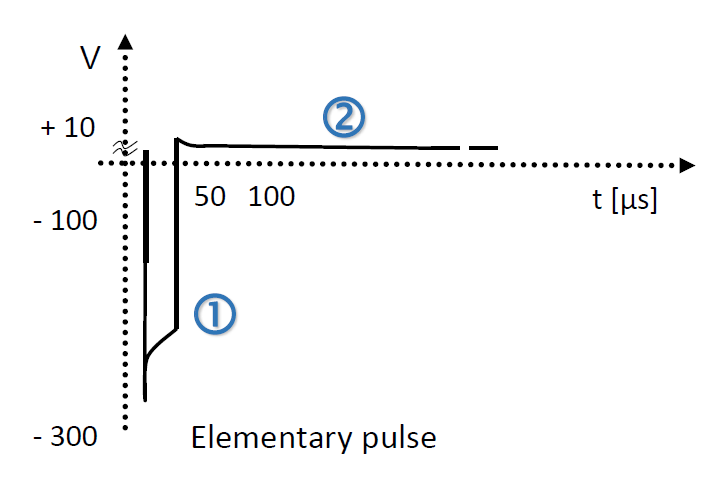 V
+ 10
②
50 100
t [µs]
- 100
①
- 300
Elementary pulse